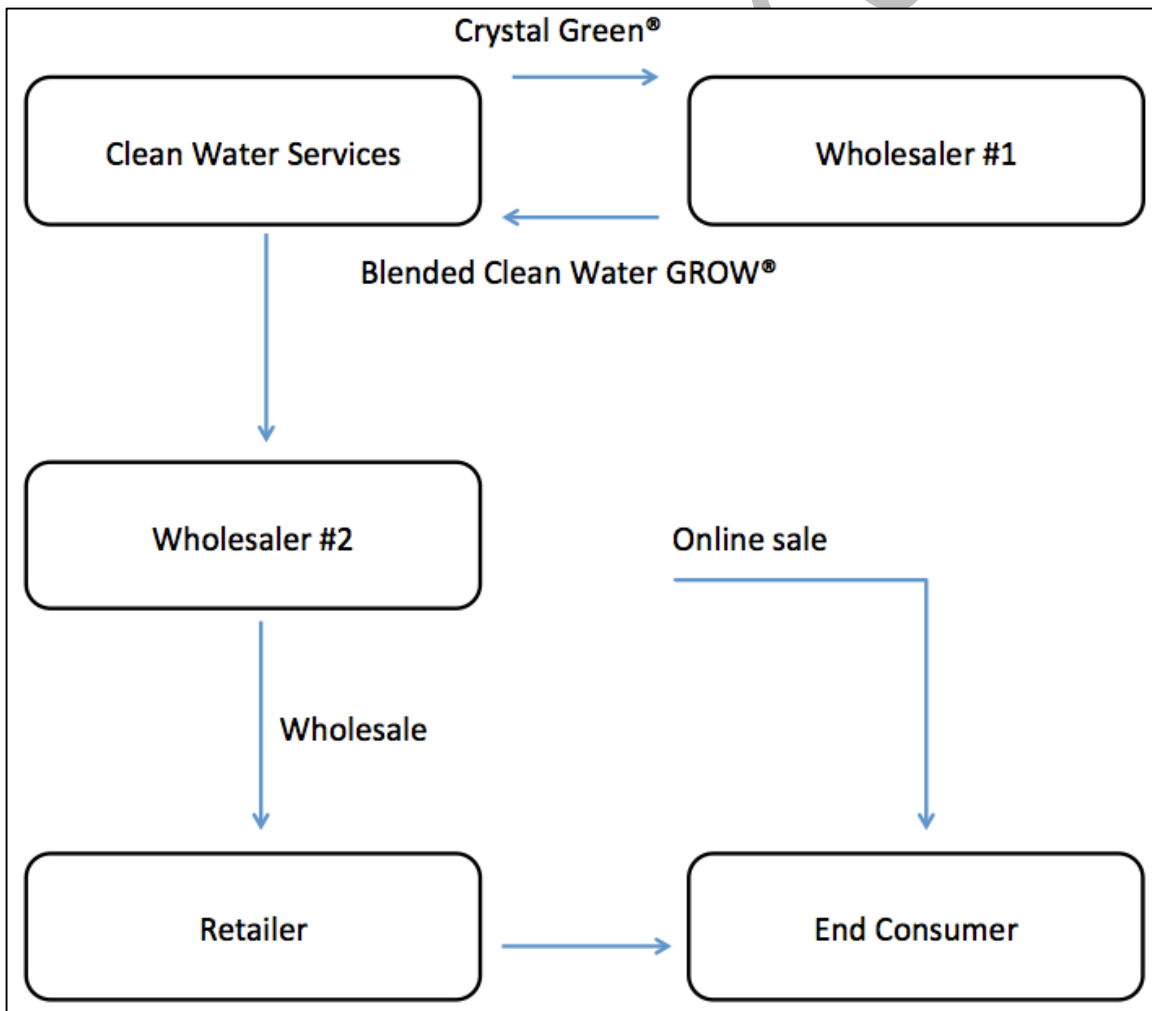 Crystal Green®
Clean Water Services
Wholesaler #1
Blended Clean Water GROW®
Wholesaler #2
Online sale
Wholesale
Retailer
End Consumer